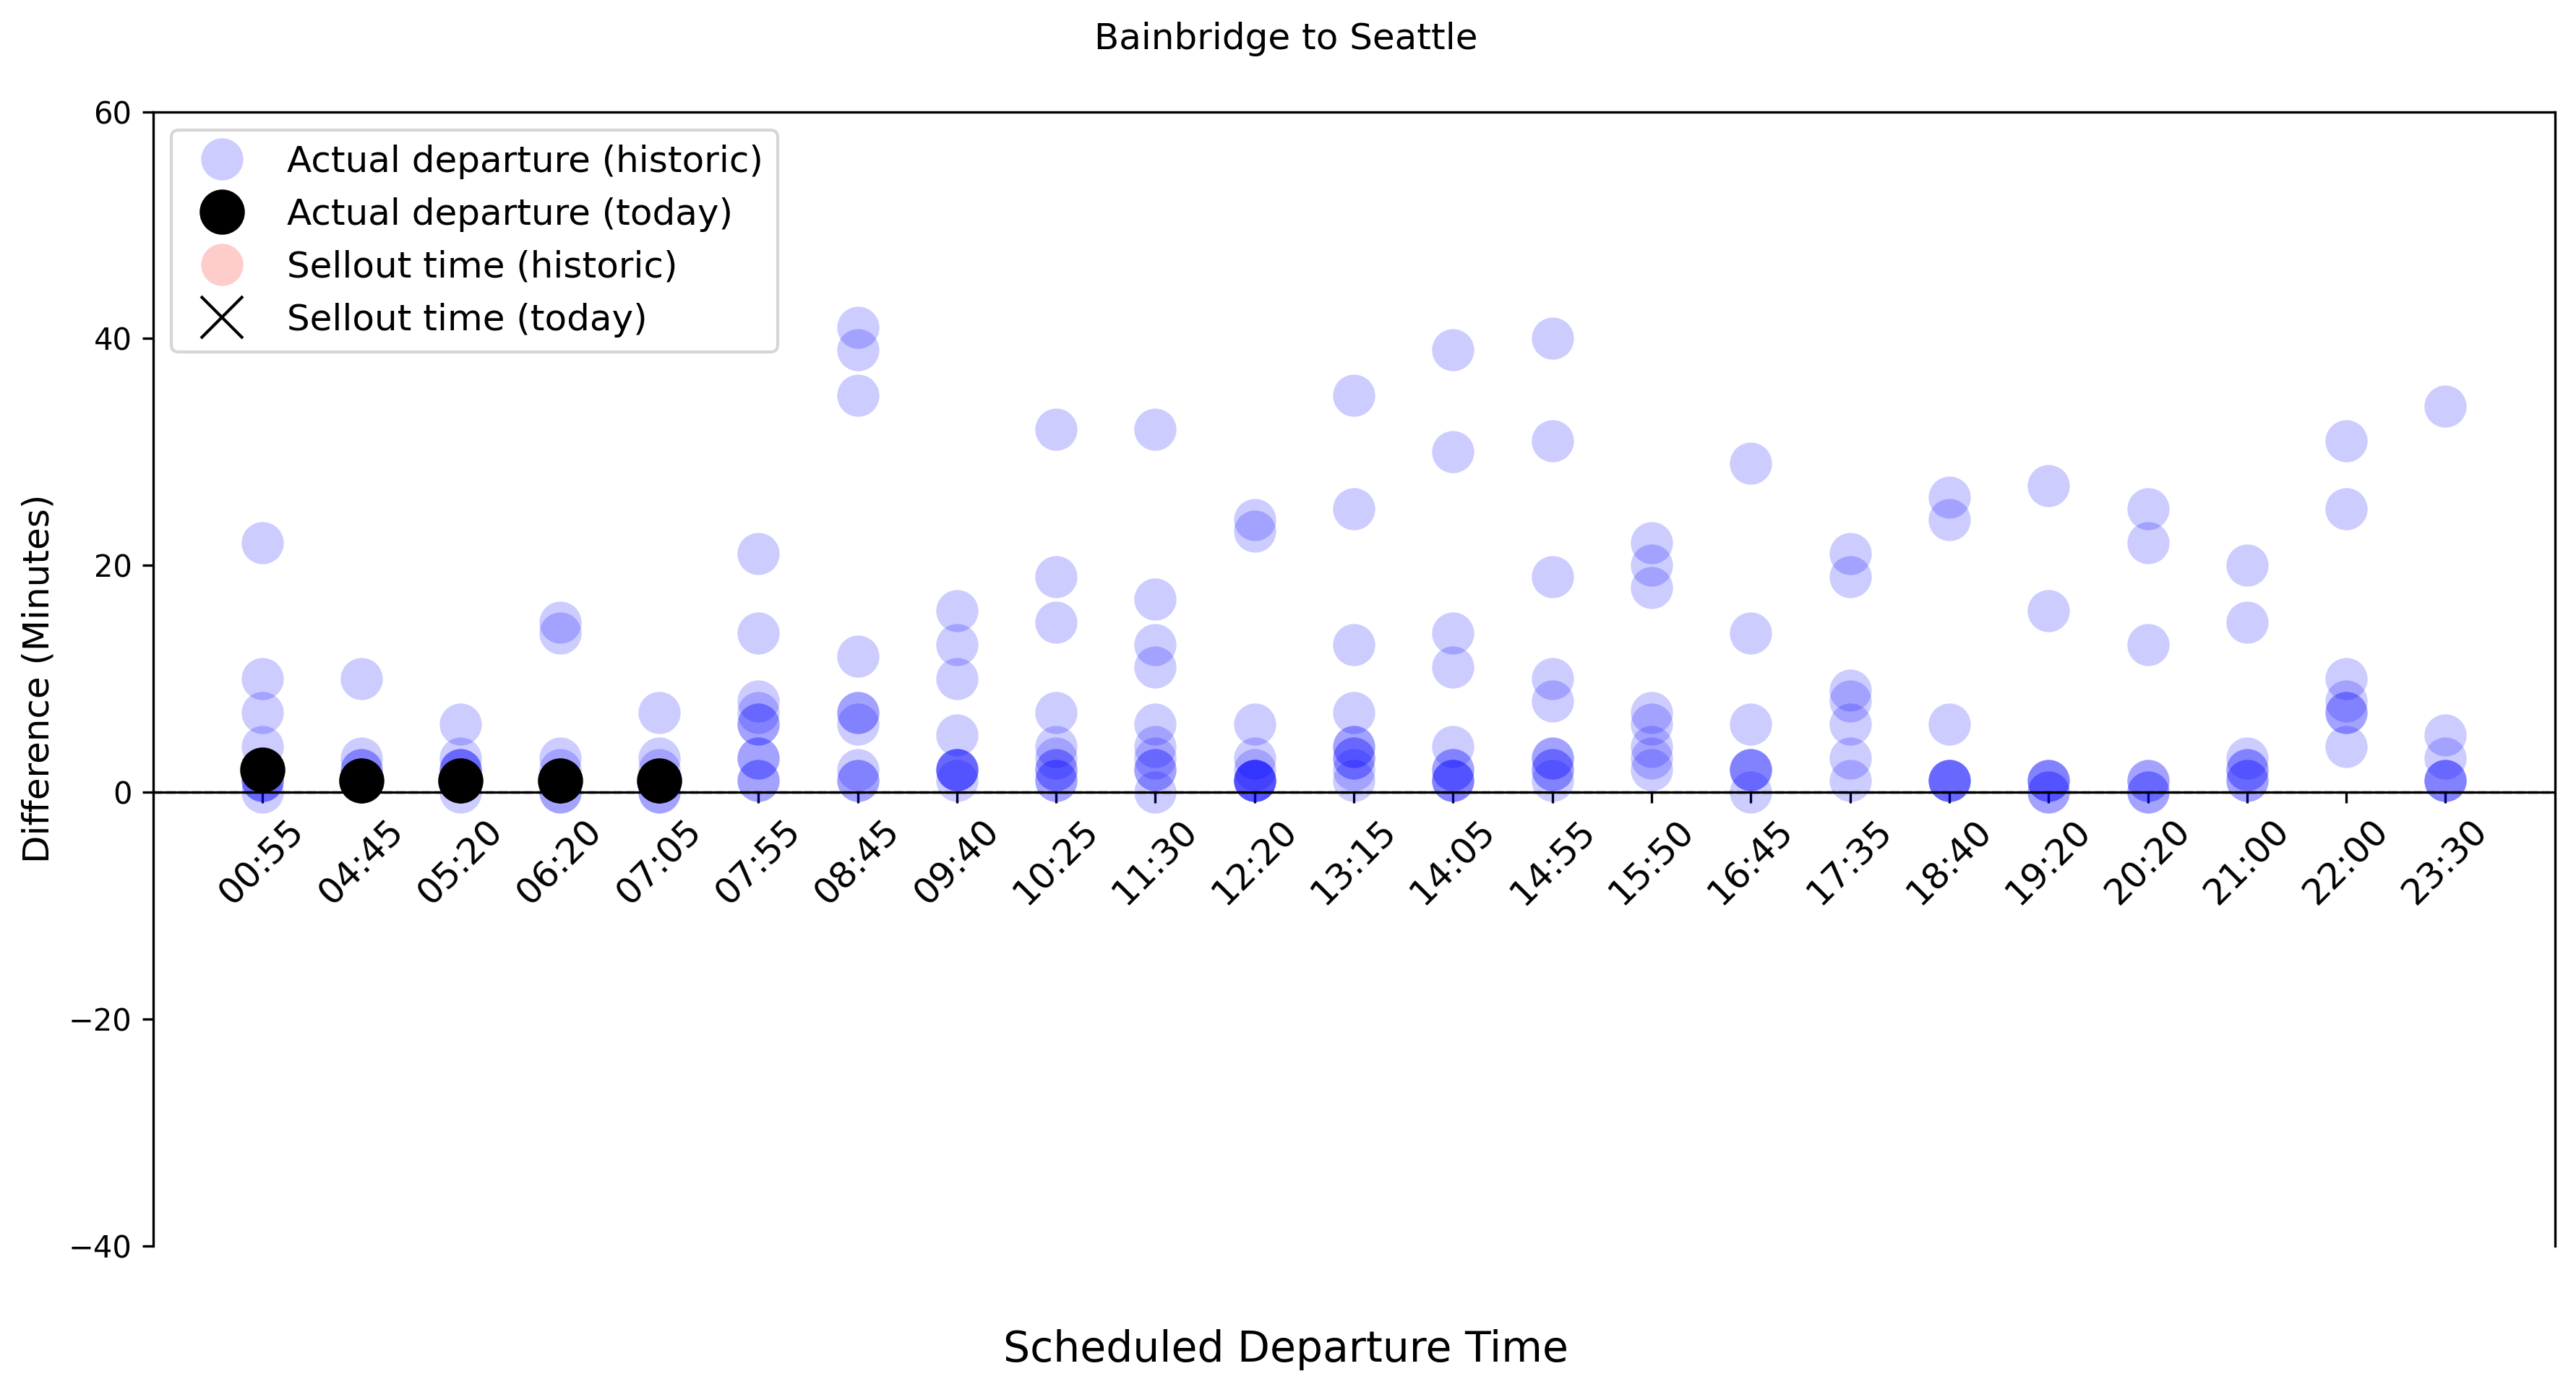 Bainbridge to Seattle
60
40
20
0
−20
−40
Difference (Minutes)
Actual departure (historic)
Actual departure (today)
Sellout time (historic)
Sellout time (today)
00:55 04:45 05:20 06:20 07:05 07:55 08:45 09:40 10:25 11:30 12:20 13:15 14:05 14:55 15:50 16:45 17:35 18:40 19:20 20:20 21:00 22:00 23:30
Scheduled Departure Time